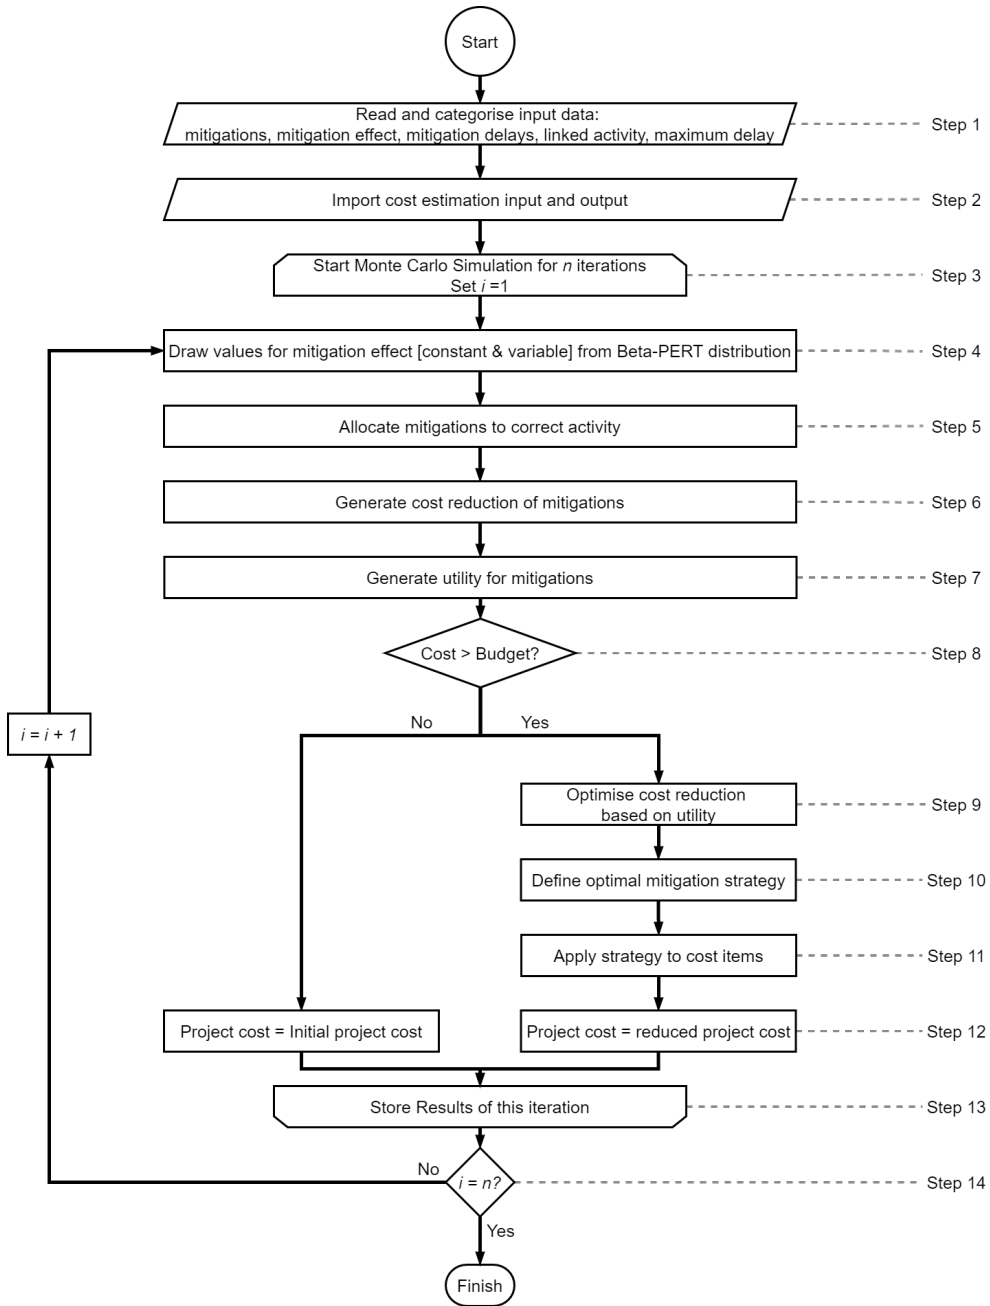 Start
Read and categorise input data:
mitigations, mitigation effect, mitigation delays, linked activity, maximum delay
Step 1
Import cost estimation input and output
Step 2
Start Monte Carlo Simulation for n iterations
Set i =1
Step 3
Draw values for mitigation effect [constant & variable] from Beta-PERT distribution
Step 4
Allocate mitigations to correct activity
Step 5
Generate cost reduction of mitigations
Step 6
Generate utility for mitigations
Step 7
Cost > Budget?
Step 8
No
Yes
i = i + 1
Optimise cost reduction
based on utility
Step 9
Define optimal mitigation strategy
Step 10
Apply strategy to cost items
Step 11
Project cost = Initial project cost
Project cost = reduced project cost
Step 12
Store Results of this iteration
Step 13
No
i = n?
Step 14
Yes
Finish